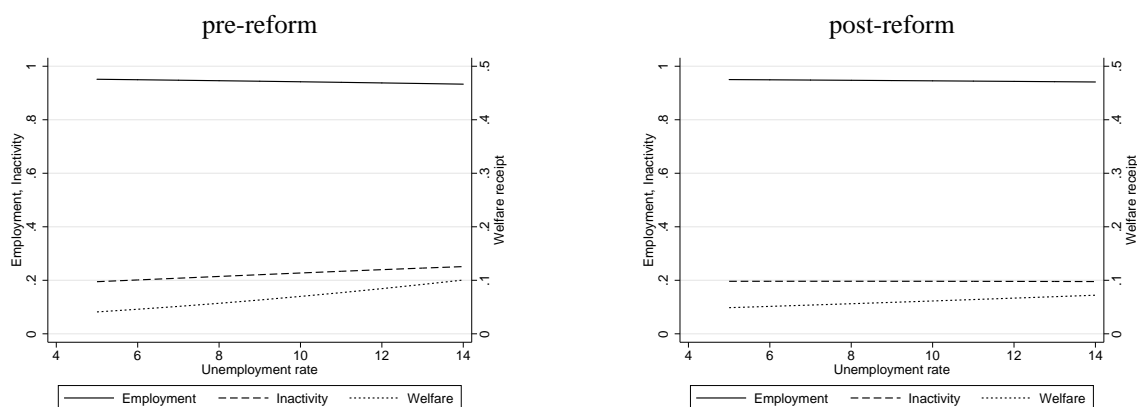 pre-reform
1
.8
.6
.4
.2
0
Employment, Inactivity
.5
.4
.3
.2
.1
0
Welfare receipt
4 6 8 10 12 14
Unemployment rate
Employment Inactivity Welfare
post-reform
1
.8
.6
.4
.2
0
Employment, Inactivity
.5
.4
.3
.2
.1
0
Welfare receipt
4 6 8 10 12 14
Unemployment rate
Employment Inactivity Welfare